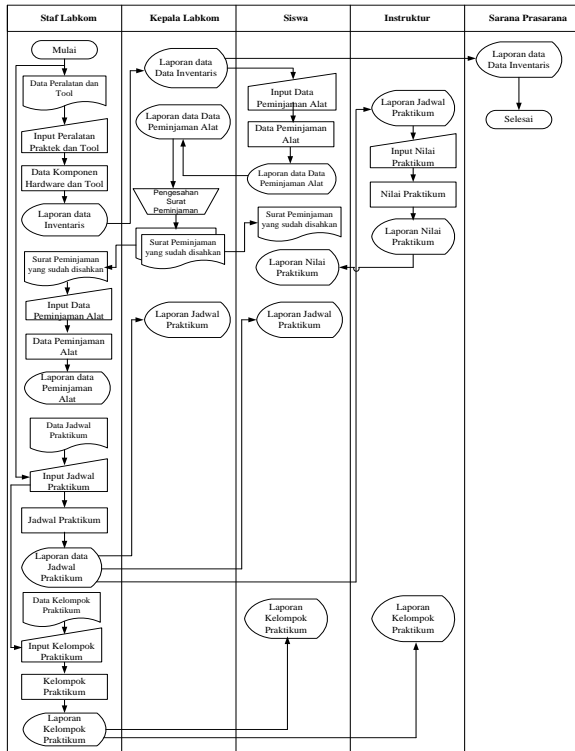 Staf Labkom
Kepala Labkom
Siswa
Instruktur
Sarana Prasarana
Mulai
Data Peralatan dan
Tool
Input Peralatan
Praktek dan Tool
Data Komponen
Hardware dan Tool
Laporan data
Inventaris
Surat Peminjaman
yang sudah disahkan
Input Data
Peminjaman Alat
Data Peminjaman
Alat
Laporan data
Peminjaman
Alat
Data Jadwal
Praktikum
Input Jadwal
Praktikum
Jadwal Praktikum
Laporan data
Jadwal
Praktikum
Data Kelompok
Praktikum
Input Kelompok
Praktikum
Kelompok
Praktikum
Laporan
Kelompok
Praktikum
Laporan data
Data Inventaris
Laporan data Data
Peminjaman Alat
Pengesahan
Surat
Peminjaman
Surat Peminjaman
yang sudah disahkan
Laporan Jadwal
Praktikum
Input Data
Peminjaman Alat
Data Peminjaman
Alat
Laporan data Data
Peminjaman Alat
Surat Peminjaman
yang sudah disahkan
Laporan Nilai
Praktikum
Laporan Jadwal
Praktikum
Laporan
Kelompok
Praktikum
Laporan Jadwal
Praktikum
Input Nilai
Praktikum
Nilai Praktikum
Laporan Nilai
Praktikum
Laporan
Kelompok
Praktikum
Laporan data
Data Inventaris
Selesai